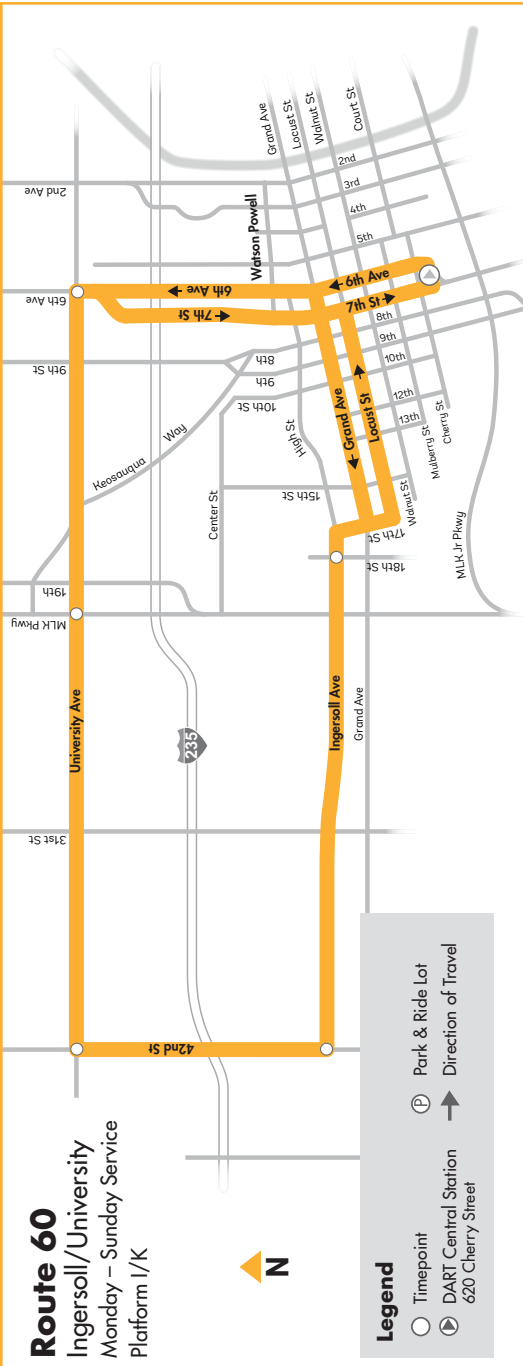 Route 60
Ingersoll/University
Monday – Sunday Service
Platform I/K
N
Legend
Timepoint
DART Central Station
620 Cherry Street
P
Park & Ride Lot
Direction of Travel
University Ave
42nd St
31st St
MLK Pkwy
19th
Keosauqua Way
9th St
6th Ave
2nd Ave
235
Ingersoll Ave
Grand Ave
18th St
17th St
15th St
Center St
High St
10th St
9th
8th
7th St
6th Ave
Watson Powell
Grand Ave
Locust St
Walnut St
Court St
2nd
3rd
4th
5th
6th Ave
7th St
8th
9th
10th
12th
13th
Grand Ave
Locust St
Walnut St
Mulberry St
Cherry St
MLK Jr Pkwy